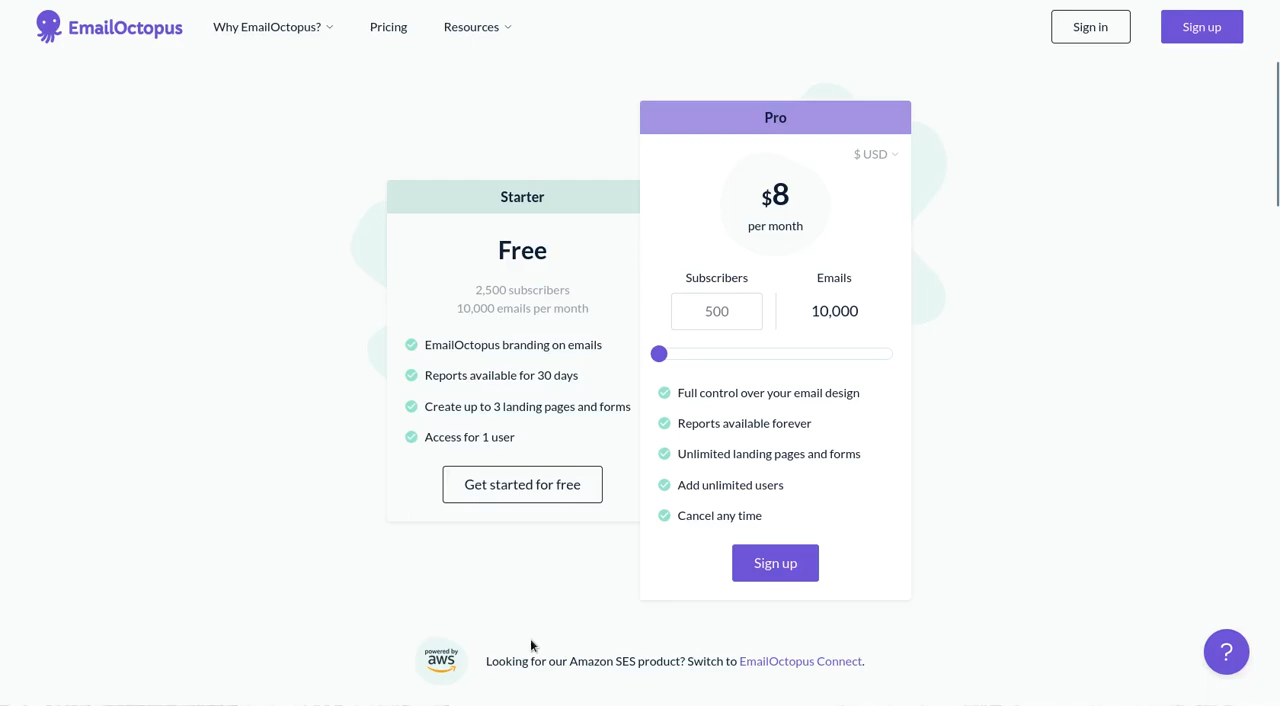 EmailOctopus
Why EmailOctopus?
Pricing
Resources
Sign in
Sign up
Starter
Free
2,500 subscribers
10,000 emails per month
EmailOctopus branding on emails
Reports available for 30 days
Create up to 3 landing pages and forms
Access for 1 user
Get started for free
Pro
$ USD
$8
per month
Subscribers
Emails
500
10,000
Full control over your email design
Reports available forever
Unlimited landing pages and forms
Add unlimited users
Cancel any time
Sign up
powered by
aws
Looking for our Amazon SES product? Switch to EmailOctopus Connect.
?